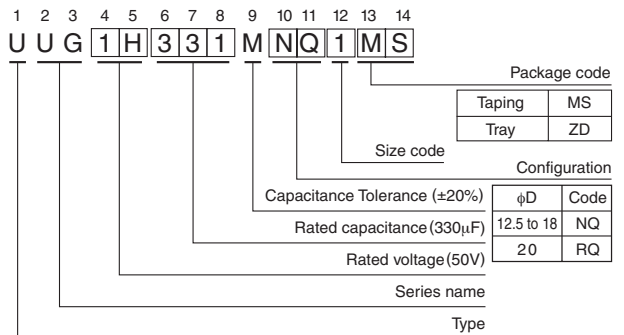 1 2 3 4 5 6 7 8 9 10 11 12 13 14
U U G 1 H 3 3 1 M N Q 1 M S
Package code
Taping MS
Tray ZD
Size code
Configuration
ϕD Code
12.5 to 18 NQ
20 RQ
Capacitance Tolerance (±20%)
Rated capacitance (330μF)
Rated voltage (50V)
Series name
Type